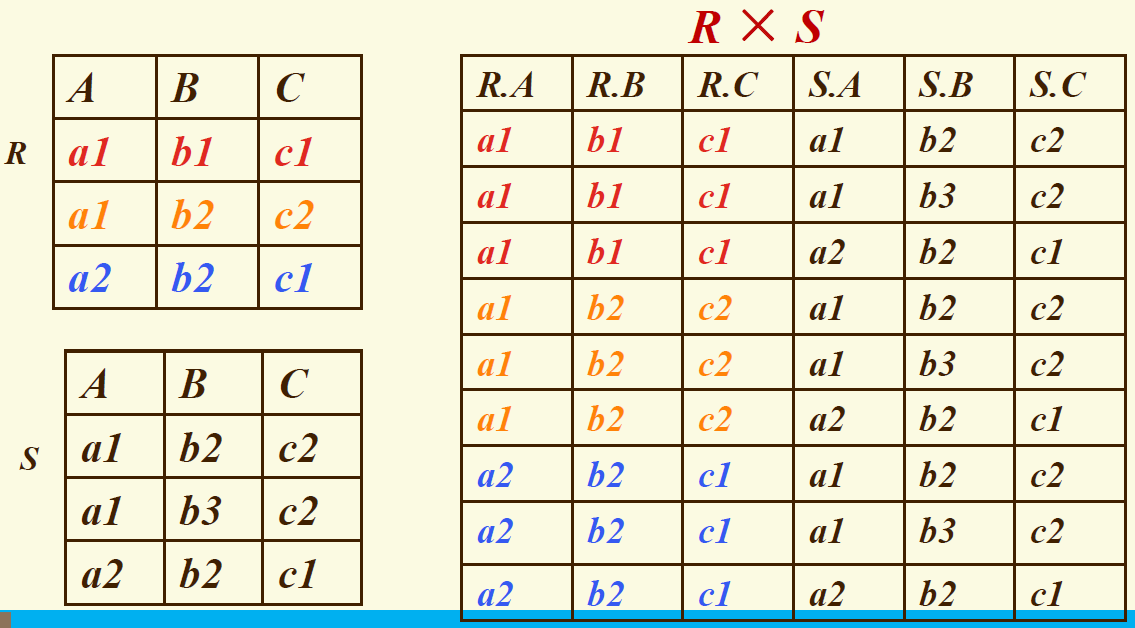 R
A B C
a1 b1 c1
a1 b2 c2
a2 b2 c1
S
A B C
a1 b2 c2
a1 b3 c2
a2 b2 c1
R × S
R.A R.B R.C S.A S.B S.C
a1 b1 c1 a1 b2 c2
a1 b1 c1 a1 b3 c2
a1 b1 c1 a2 b2 c1
a1 b2 c2 a1 b2 c2
a1 b2 c2 a1 b3 c2
a1 b2 c2 a2 b2 c1
a2 b2 c1 a1 b2 c2
a2 b2 c1 a1 b3 c2
a2 b2 c1 a2 b2 c1